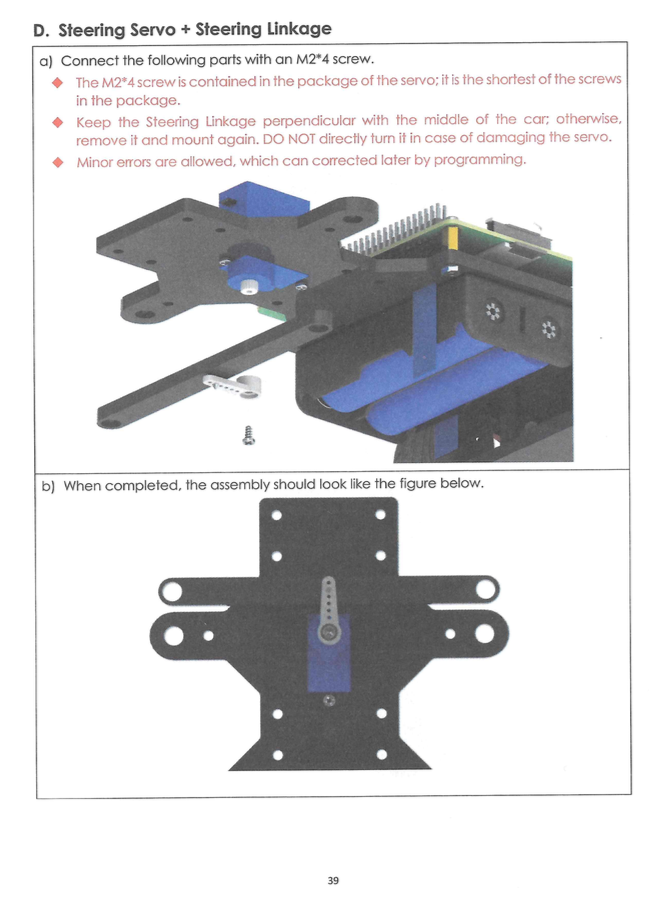 D. Steering Servo + Steering Linkage
a) Connect the following parts with an M2*4 screw.
◆ The M2*4 screw is contained in the package of the servo; it is the shortest of the screws
in the package.
◆ Keep the Steering Linkage perpendicular with the middle of the car; otherwise,
remove it and mount again. DO NOT directly turn it in case of damaging the servo.
◆ Minor errors are allowed, which can corrected later by programming.
b) When completed, the assembly should look like the figure below.
39